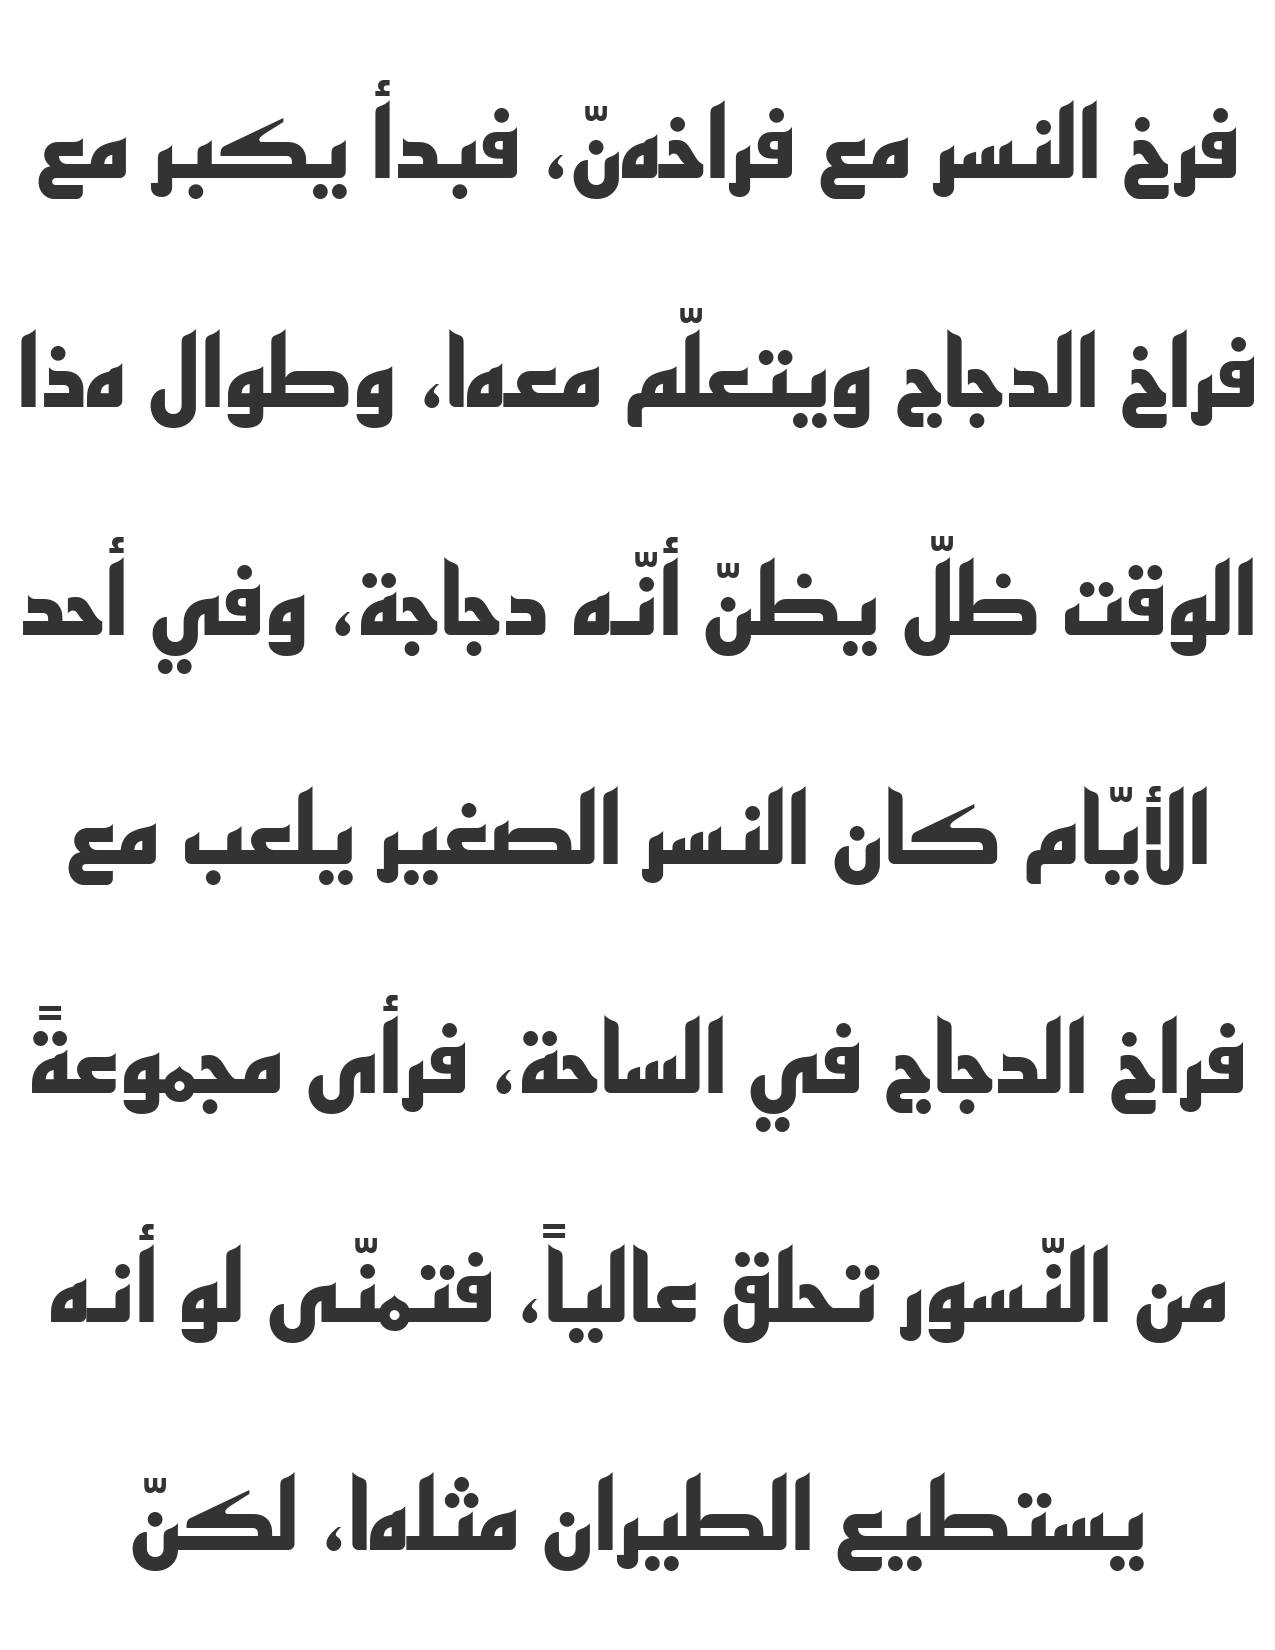 فرخ النسر مع فراخهنّ، فبدأ يكبر مع
فراخ الدجاج ويتعلّم معها، وطوال هذا
الوقت ظلّ يظنّ أنّه دجاجة، وفي أحد
الأيّام كان النسر الصغير يلعب مع
فراخ الدجاج في الساحة، فرأى مجموعةً
من النّسور تحلق عالياً، فتمنّى لو أنه
يستطيع الطيران مثلها، لكنّ